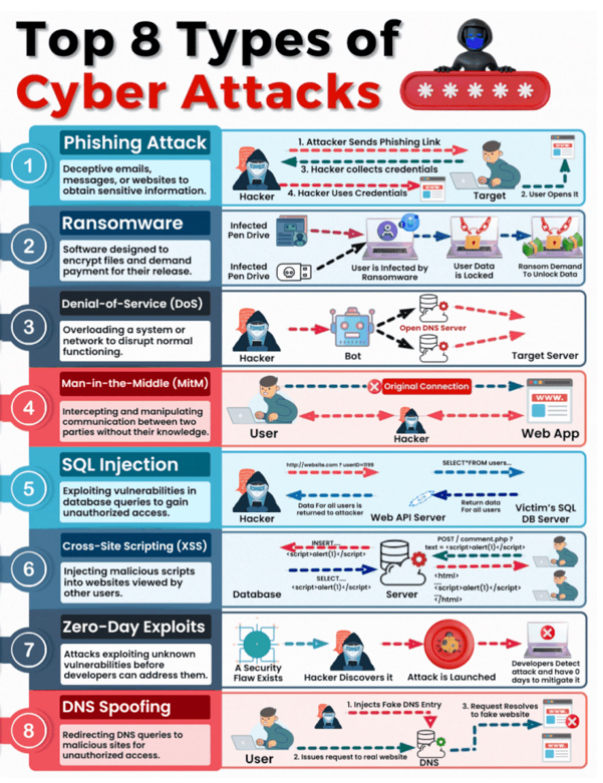 Top 8 Types of
Cyber Attacks
*****
1
Phishing Attack
Deceptive emails,
messages, or websites to
obtain sensitive information.
1. Attacker Sends Phishing Link
3. Hacker collects credentials
4. Hacker Uses Credentials
Hacker
WWW.
Target
WWW.
2. User Opens It
2
Ransomware
Software designed to
encrypt files and demand
payment for their release.
Infected
Pen Drive
Infected
Pen Drive
User is Infected by
Ransomware
User Data
is Locked
Ransom Demand
To Unlock Data
3
Denial-of-Service (DoS)
Overloading a system or
network to disrupt normal
functioning.
Hacker
Bot
Open DNS Server
Target Server
4
Man-in-the-Middle (MitM)
Intercepting and manipulating
communication between two
parties without their knowledge.
Original Connection
User
Hacker
WWW.
Web App
5
SQL Injection
Exploiting vulnerabilities in
database queries to gain
unauthorized access.
Hacker
Data For all users is
returned to attacker
Web API Server
SELECT*FROM users...
Return data
For all users
Victim's SQL
DB Server
6
Cross-Site Scripting (XSS)
Injecting malicious scripts
into websites viewed by
other users.
Database
INSERT....
<script>alert(1)</script>
SELECT....
<script>alert(1)</script>
Server
POST / comment.php ?
text = <script>alert(1)</script>
<html>
<script>alert(1)</script>
</html>
7
Zero-Day Exploits
Attacks exploiting unknown
vulnerabilities before
developers can address them.
A Security
Flaw Exists
Hacker Discovers it
Attack is Launched
Developers Detect
attack and have 0
days to mitigate it
8
DNS Spoofing
Redirecting DNS queries to
malicious sites for
unauthorized access.
User
1. Injects Fake DNS Entry
2. Issues request to real website
DNS
3. Request Resolves
to fake website
WWW.
WWW.